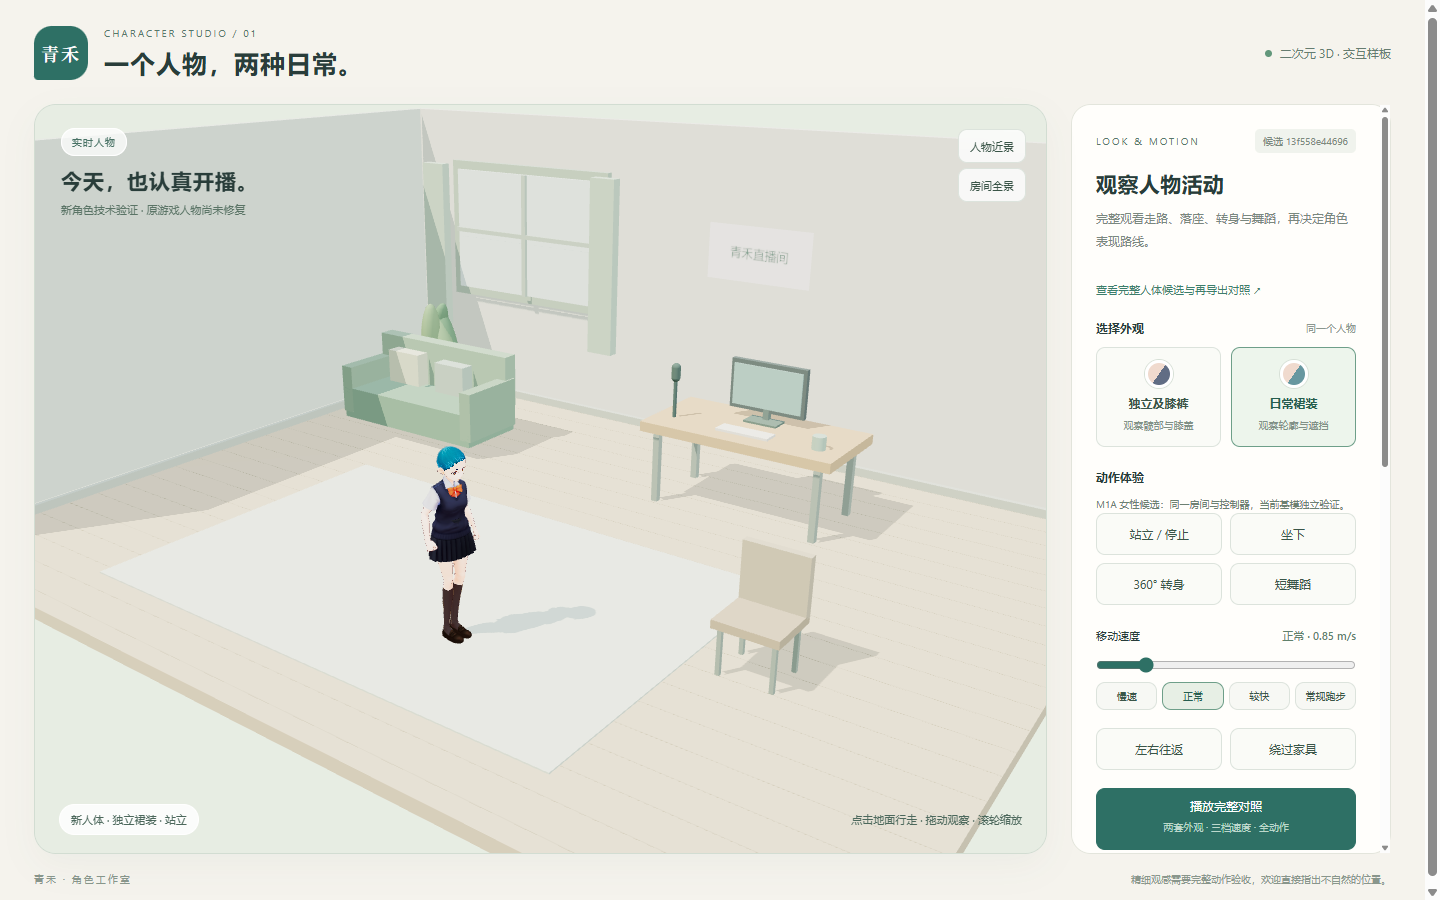 青禾
CHARACTER STUDIO / 01
一个人物，两种日常。
二次元 3D · 交互样板
实时人物
今天，也认真开播。
新角色技术验证 · 原游戏人物尚未修复
人物近景
房间全景
青禾直播间
新人体 · 独立裙装 · 站立
点击地面行走 · 拖动观察 · 滚轮缩放
LOOK & MOTION
候选 13f558e44696
观察人物活动
完整观看走路、落座、转身与舞蹈，再决定角色
表现路线。
查看完整人体候选与再导出对照 ↗
选择外观
同一个人物
独立及膝裤
观察腿部与膝盖
日常裙装
观察轮廓与遮挡
动作体验
M1A 女性候选：同一房间与控制器，当前基模独立验证。
站立 / 停止
坐下
360° 转身
短舞蹈
移动速度
正常 · 0.85 m/s
慢速
正常
较快
常规跑步
左右往返
绕过家具
播放完整对照
两套外观 · 三档速度 · 全动作
青禾 · 角色工作室
精细观感需要完整动作验收，欢迎直接指出不自然的位置。